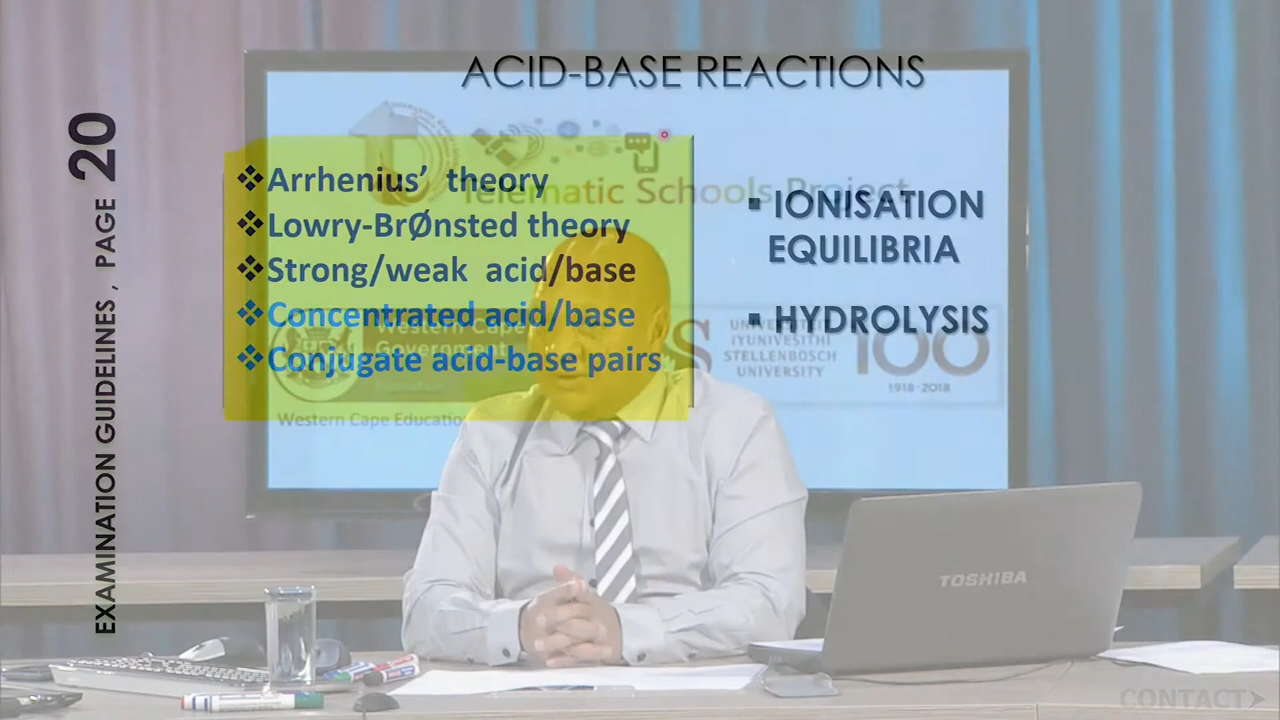 ACID-BASE REACTIONS
EXAMINATION GUIDELINES , PAGE 20
❖Arrhenius’ theory
❖Lowry-BrØnsted theory
❖Strong/weak acid/base
❖Concentrated acid/base
❖Conjugate acid-base pairs
▪ IONISATION
EQUILIBRIA
▪ HYDROLYSIS
Telematic Schools Project
Western Cape
Government
UNIVERSITEIT
IYUNIVESITHI
STELLENBOSCH
UNIVERSITY
100
1918·2018
Western Cape Educatio
TOSHIBA
CONTACT